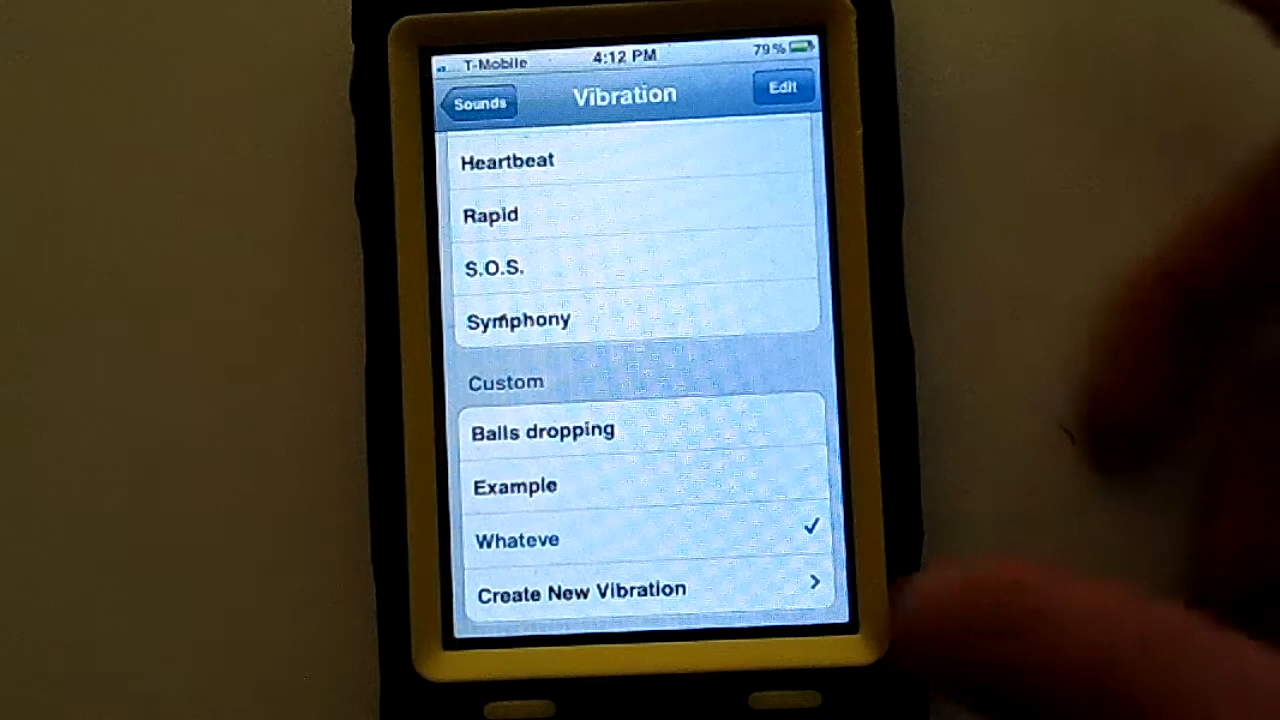 T-Mobile 4:12 PM 79%
Sounds Vibration Edit
Heartbeat
Rapid
S.O.S.
Symphony
Custom
Balls dropping
Example
Whateve
Create New Vibration